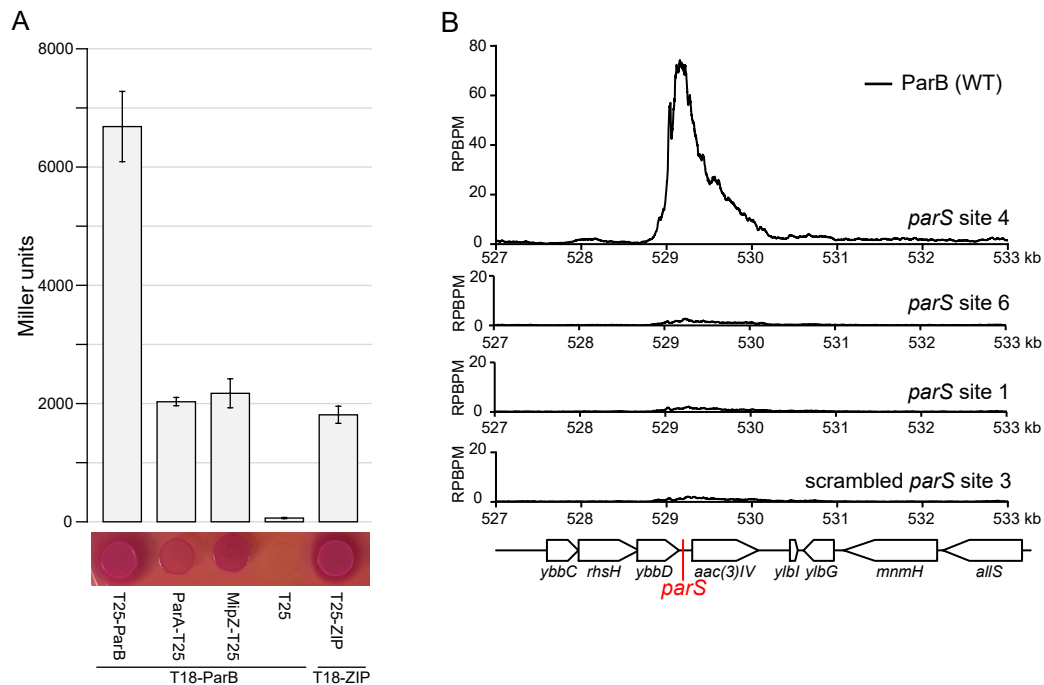 A
8000
6000
4000
2000
0
Miller units
T25-ParB
ParA-T25
MipZ-T25
T25
T25-ZIP
T18-ParB
T18-ZIP
B
80
60
40
20
0
RPBPM
ParB (WT)
parS site 4
527 528 529 530 531 532 533 kb
20
0
RPBPM
parS site 6
527 528 529 530 531 532 533 kb
20
0
RPBPM
parS site 1
527 528 529 530 531 532 533 kb
20
0
RPBPM
scrambled parS site 3
527 528 529 530 531 532 533 kb
ybbC rhsH ybbD aac(3)IV ylbI ylbG mnmH allS
parS